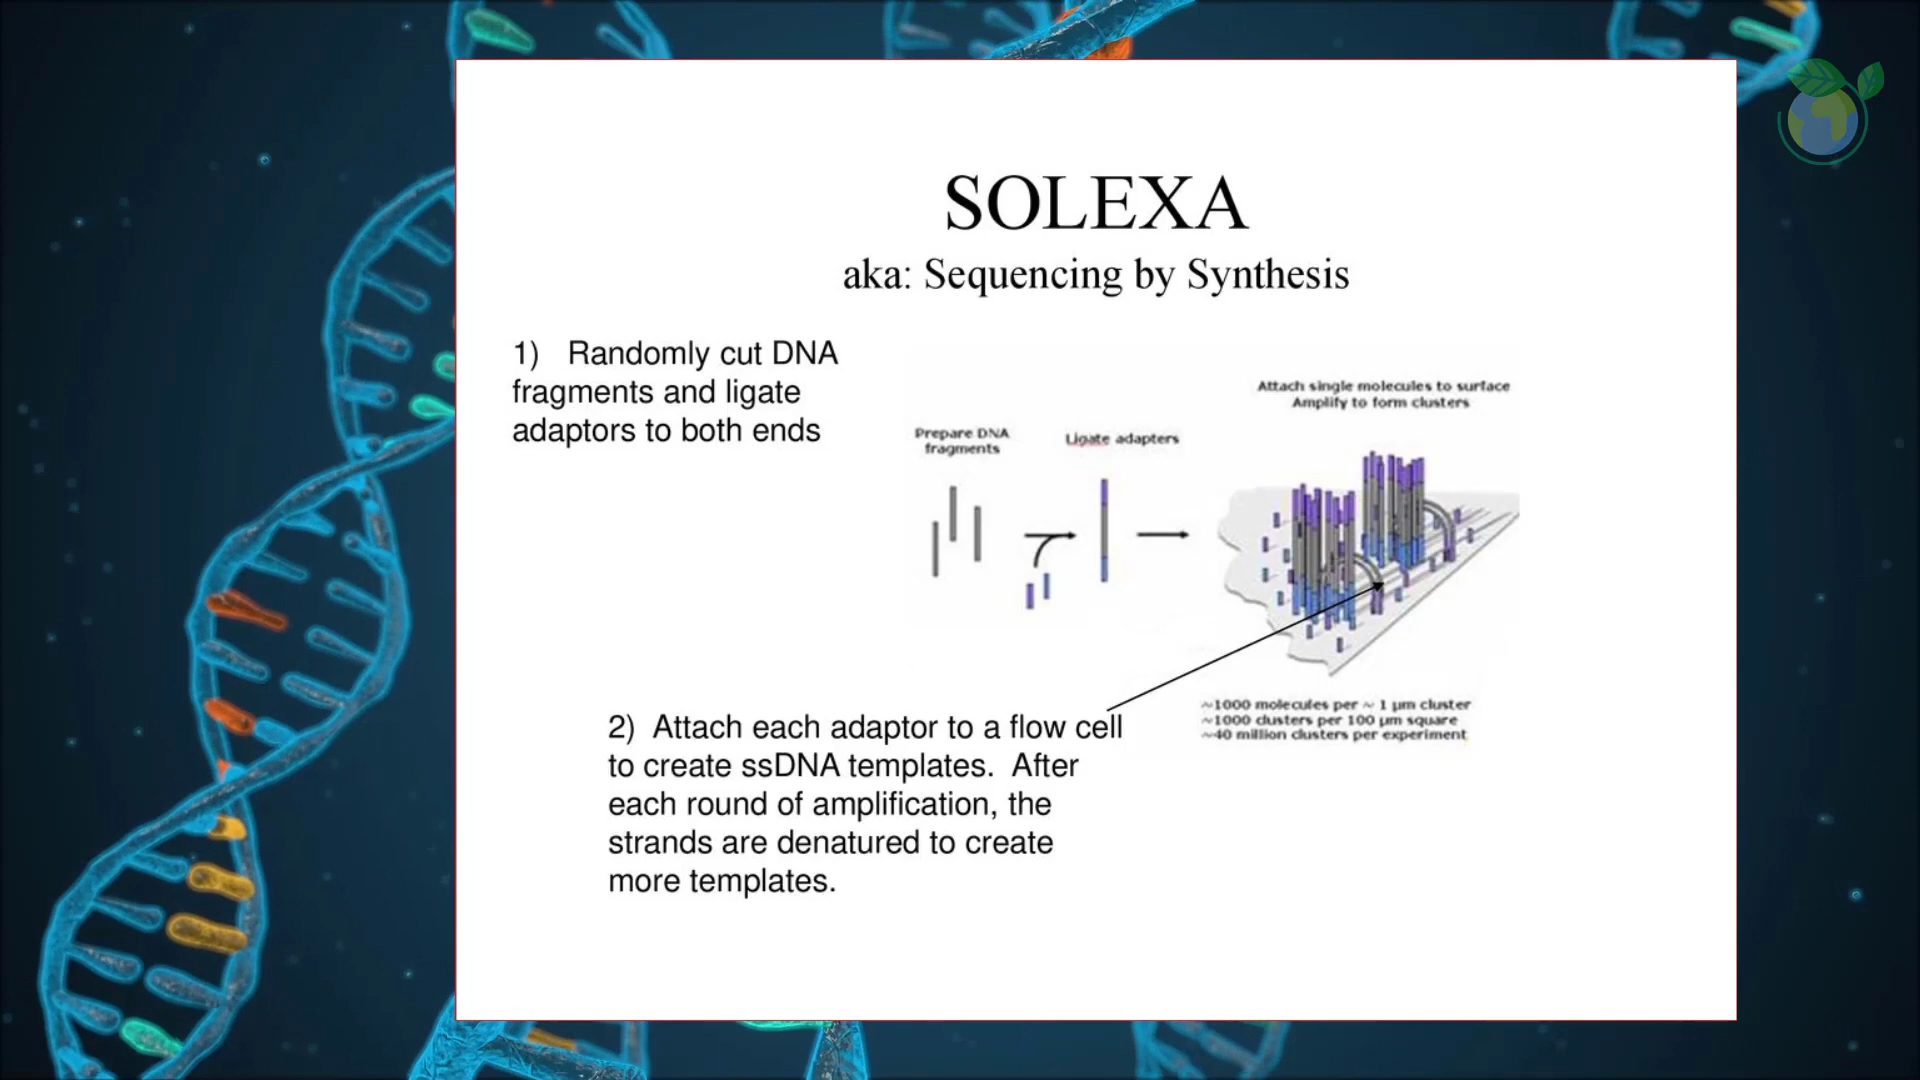 SOLEXA
aka: Sequencing by Synthesis
1) Randomly cut DNA
fragments and ligate
adaptors to both ends
Prepare DNA
fragments
Ligate adapters
Attach single molecules to surface
Amplify to form clusters
~1000 molecules per ~ 1 µm cluster
~1000 clusters per 100 µm square
~40 million clusters per experiment
2) Attach each adaptor to a flow cell
to create ssDNA templates. After
each round of amplification, the
strands are denatured to create
more templates.